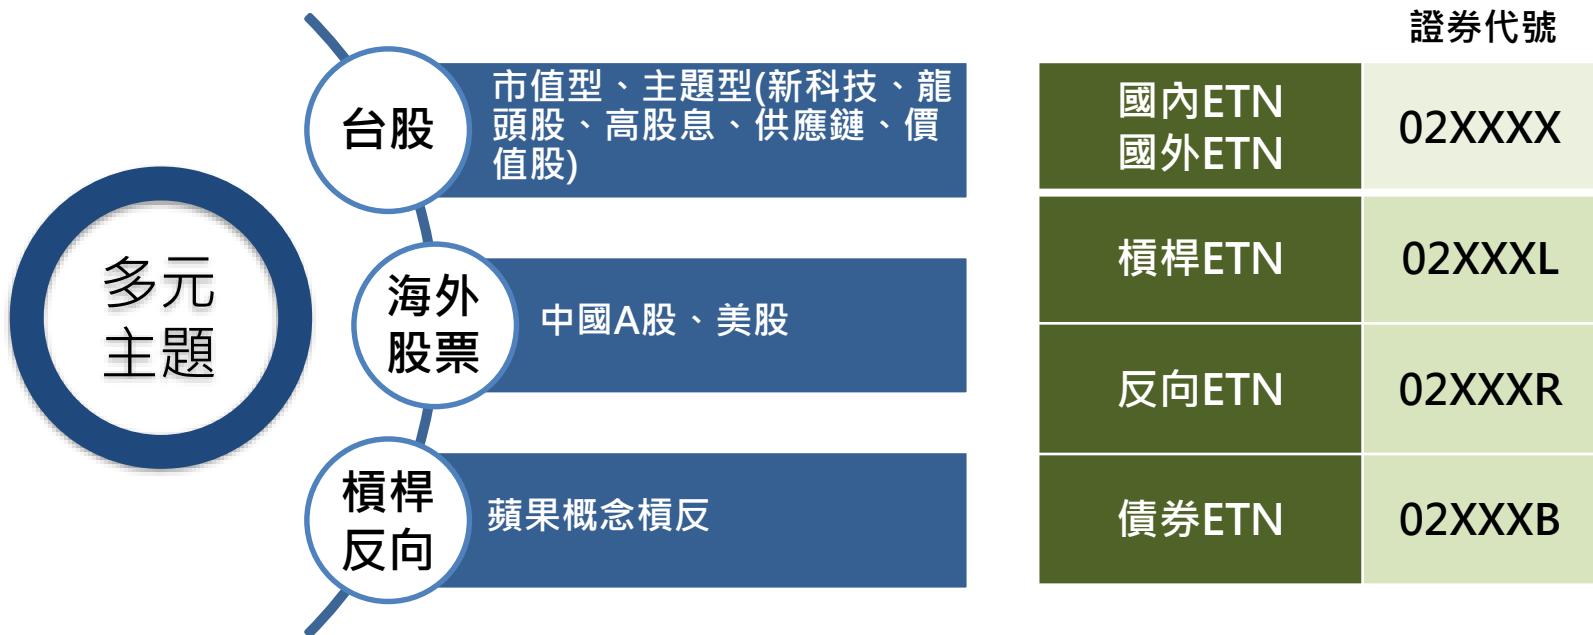 多元
主題
台股
市值型、主題型(新科技、龍
頭股、高股息、供應鏈、價
值股)
海外
股票
中國A股、美股
槓桿
反向
蘋果概念槓反
證券代號
國內ETN
國外ETN
02XXXX
槓桿ETN
02XXXL
反向ETN
02XXXR
債券ETN
02XXXB